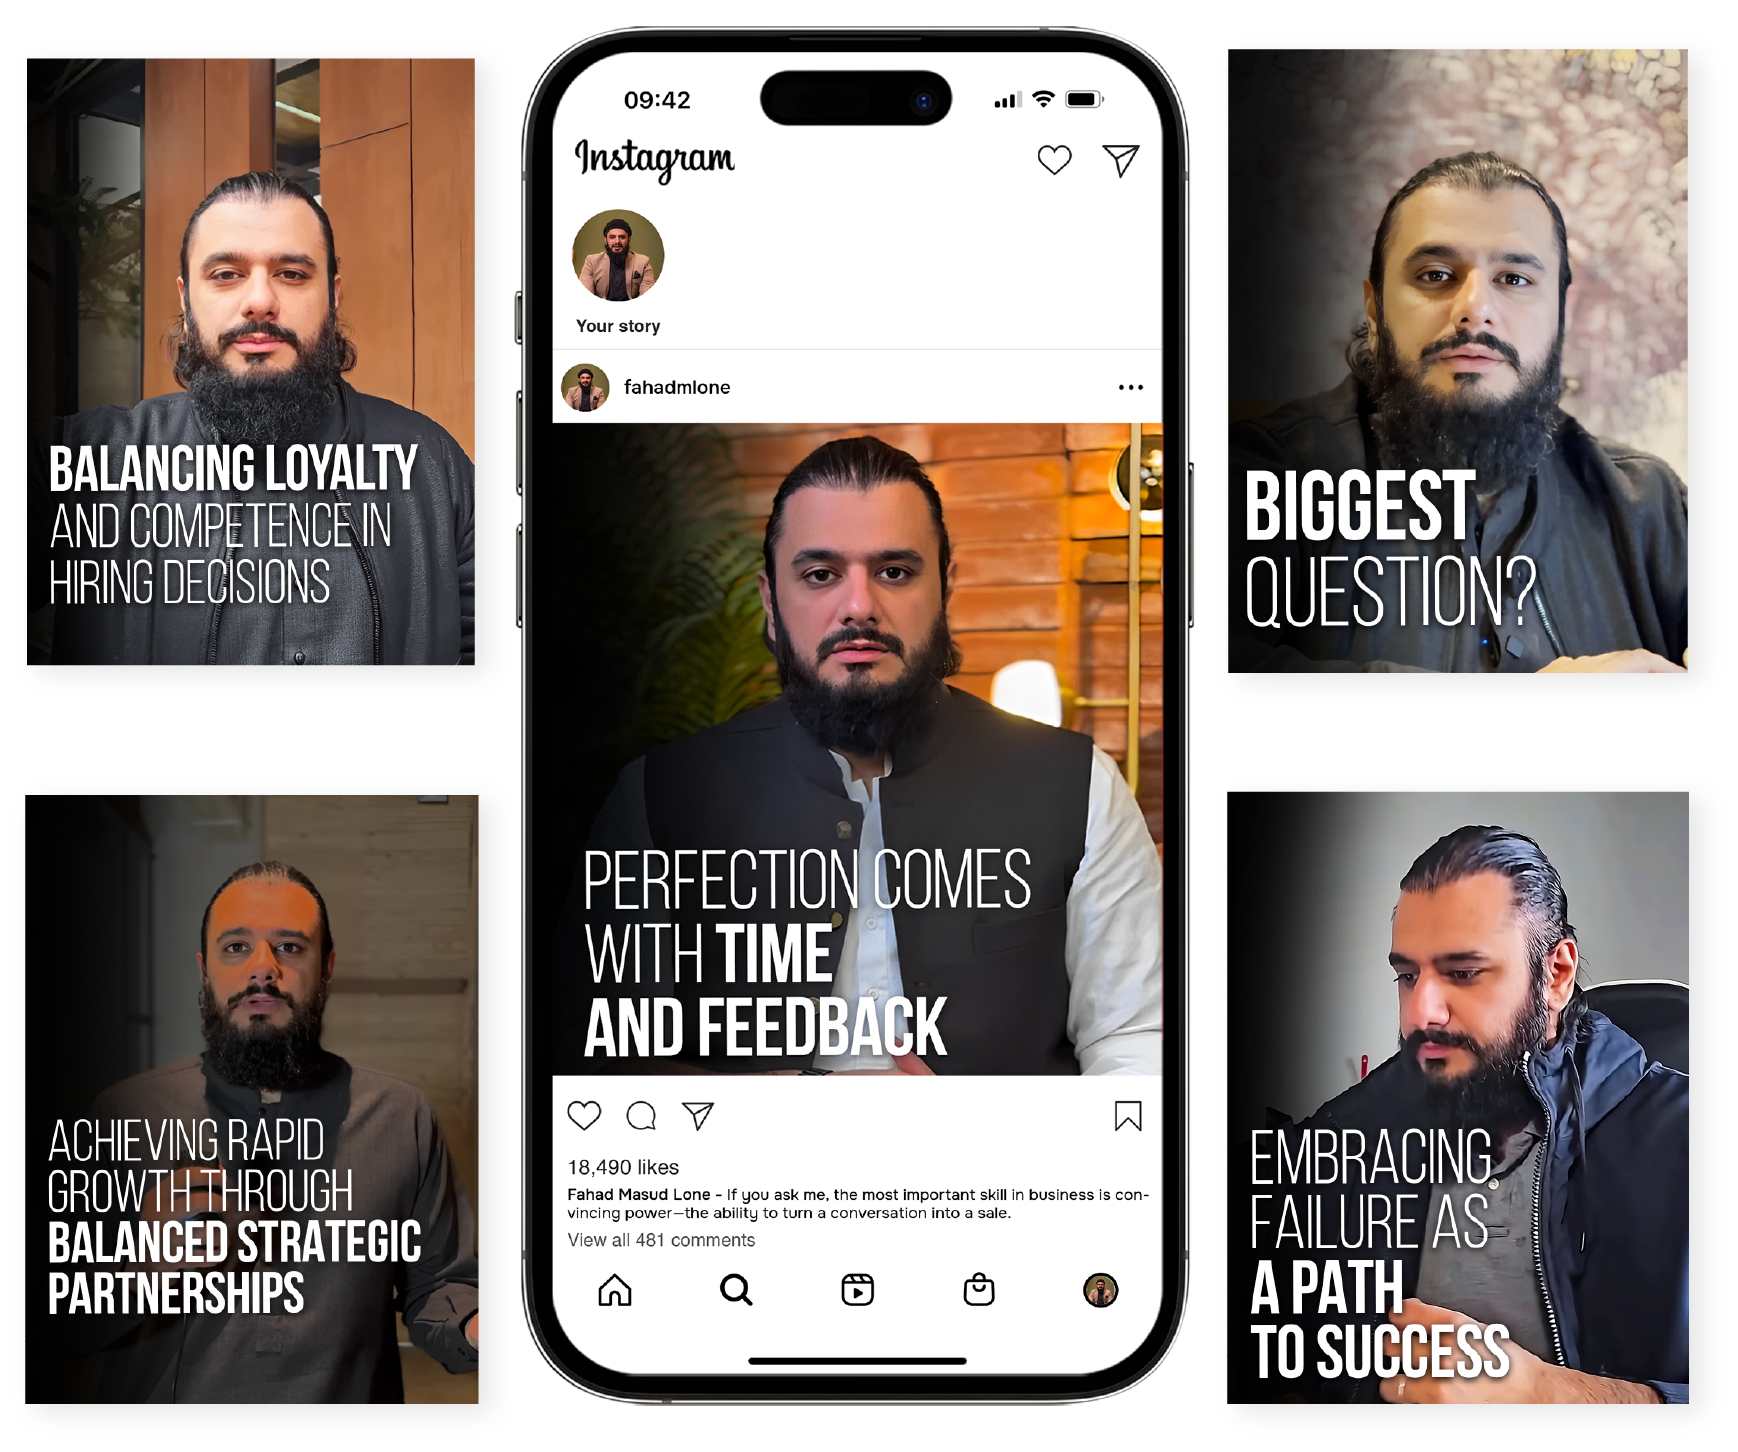 BALANCING LOYALTY
AND COMPETENCE IN
HIRING DECISIONS
ACHIEVING RAPID
GROWTH THROUGH
BALANCED STRATEGIC
PARTNERSHIPS
09:42
Instagram
Your story
fahadmlone
PERFECTION COMES
WITH TIME
AND FEEDBACK
18,490 likes
Fahad Masud Lone - If you ask me, the most important skill in business is con-
vincing power—the ability to turn a conversation into a sale.
View all 481 comments
BIGGEST
QUESTION?
EMBRACING
FAILURE AS
A PATH
TO SUCCESS